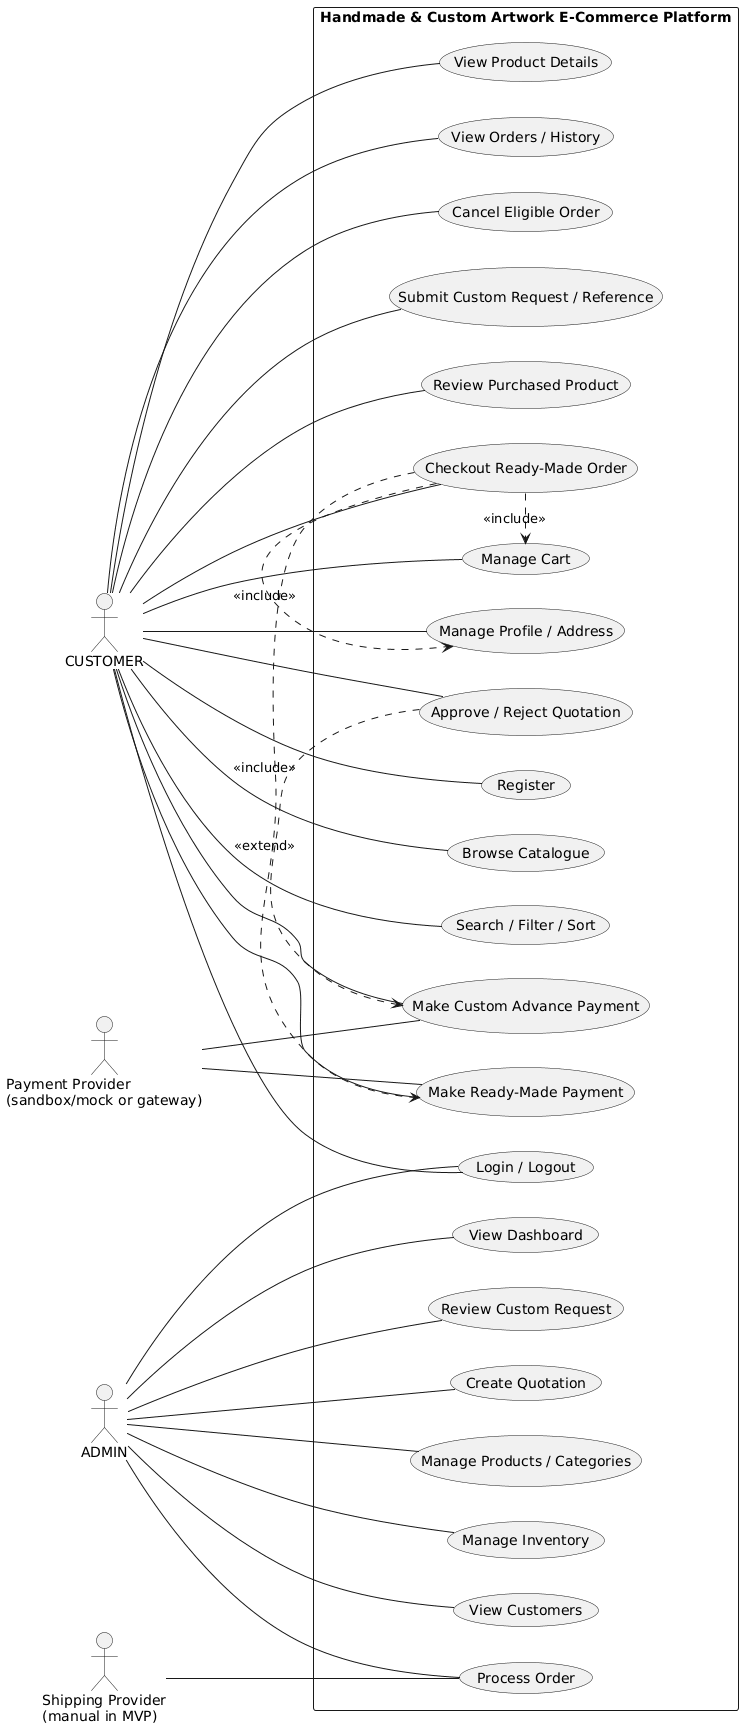 Handmade & Custom Artwork E-Commerce Platform
View Product Details
View Orders / History
Cancel Eligible Order
Submit Custom Request / Reference
Review Purchased Product
Checkout Ready-Made Order
«include»
Manage Cart
«include»
Manage Profile / Address
CUSTOMER
Approve / Reject Quotation
«include»
Register
«extend»
Browse Catalogue
Search / Filter / Sort
Make Custom Advance Payment
Payment Provider
(sandbox/mock or gateway)
Make Ready-Made Payment
Login / Logout
View Dashboard
Review Custom Request
Create Quotation
ADMIN
Manage Products / Categories
Manage Inventory
View Customers
Process Order
Shipping Provider
(manual in MVP)